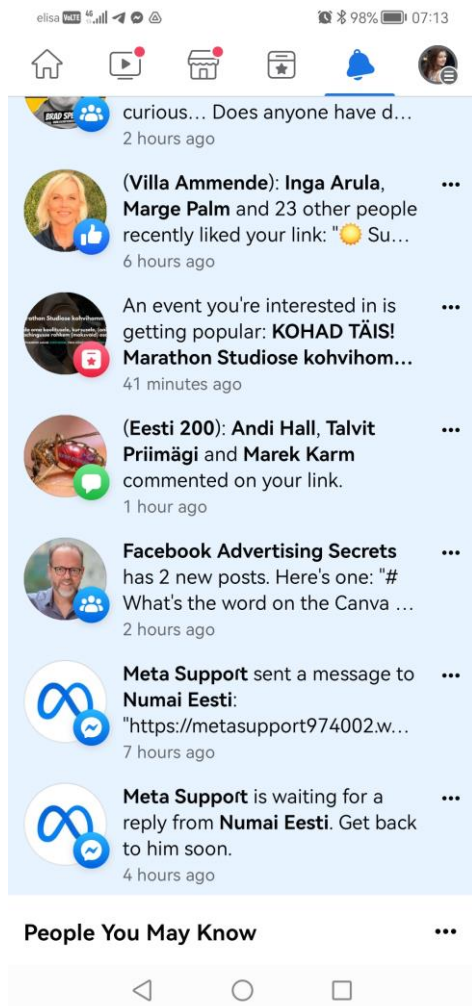 elisa VoLTE 4G 98% 07:13
BRAD SPE
curious... Does anyone have d...
2 hours ago
(Villa Ammende): Inga Arula,
Marge Palm and 23 other people
recently liked your link: "☀️ Su...
6 hours ago
An event you're interested in is
getting popular: KOHAD TÄIS!
Marathon Studiose kohvihom...
41 minutes ago
(Eesti 200): Andi Hall, Talvit
Priimägi and Marek Karm
commented on your link.
1 hour ago
Facebook Advertising Secrets
has 2 new posts. Here's one: "#
What's the word on the Canva ...
2 hours ago
Meta Support sent a message to
Numai Eesti:
"https://metasupport974002.w...
7 hours ago
Meta Support is waiting for a
reply from Numai Eesti. Get back
to him soon.
4 hours ago
People You May Know